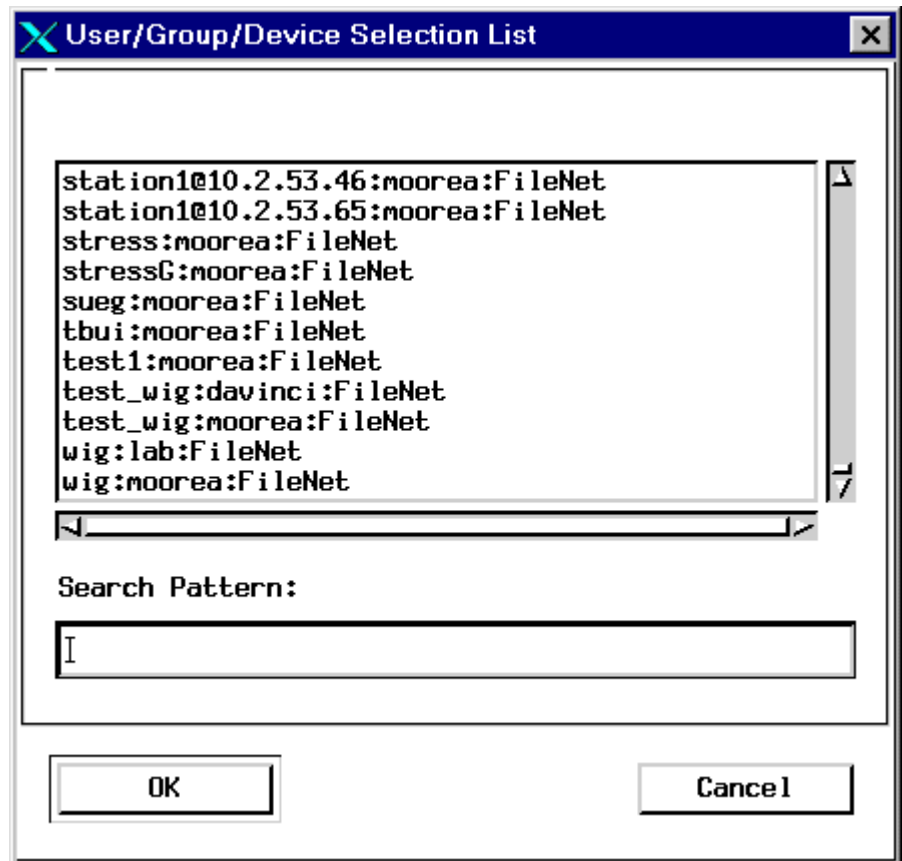 User/Group/Device Selection List
station1@10.2.53.46:moorea:FileNet
station1@10.2.53.65:moorea:FileNet
stress:moorea:FileNet
stressG:moorea:FileNet
sueg:moorea:FileNet
tbui:moorea:FileNet
test1:moorea:FileNet
test_wig:davinci:FileNet
test_wig:moorea:FileNet
wig:lab:FileNet
wig:moorea:FileNet
Search Pattern:
OK Cancel